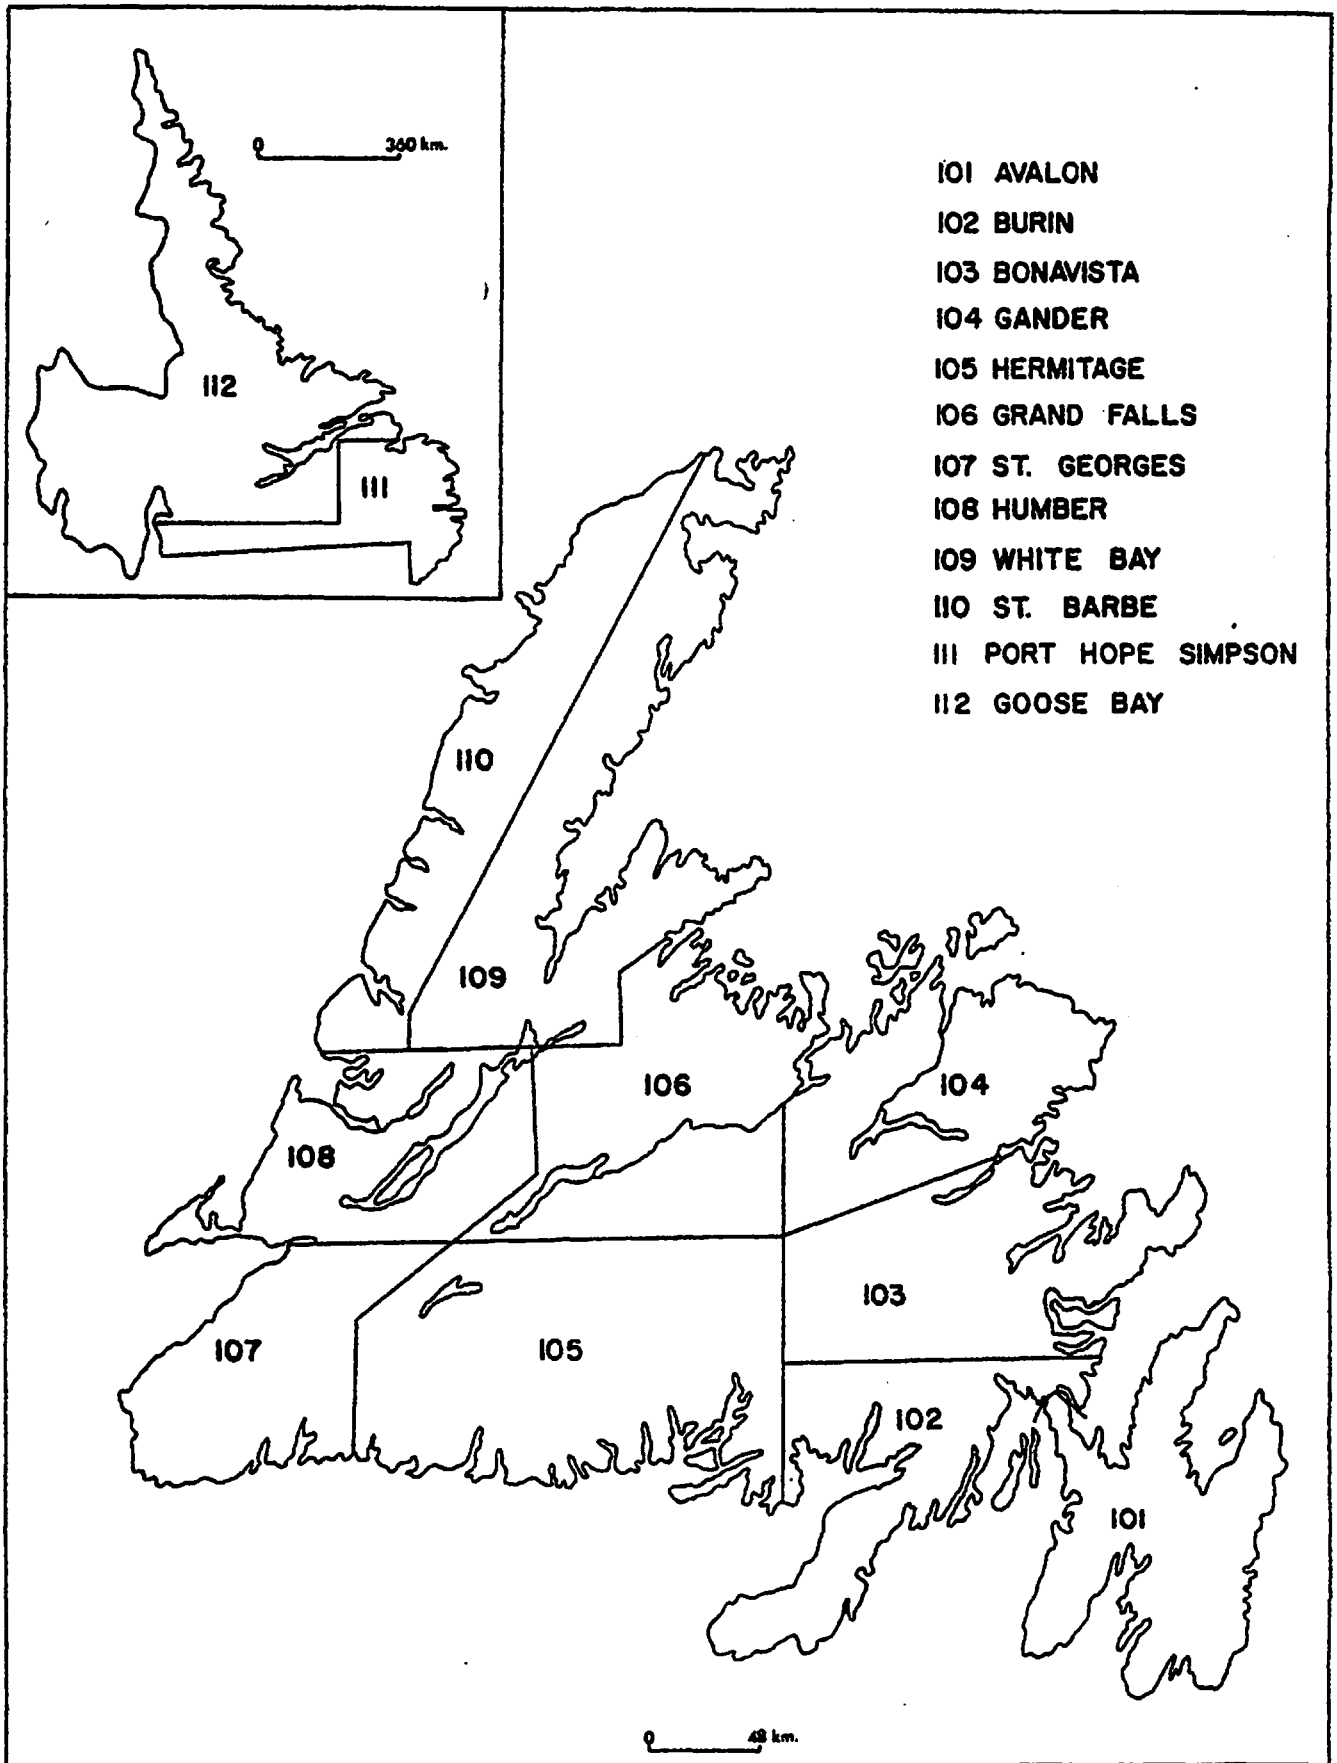 0 360 km.
112
111
101 AVALON
102 BURIN
103 BONAVISTA
104 GANDER
105 HERMITAGE
106 GRAND FALLS
107 ST. GEORGES
108 HUMBER
109 WHITE BAY
110 ST. BARBE
111 PORT HOPE SIMPSON
112 GOOSE BAY
110
109
106
104
108
103
107
105
102
101
0 48 km.